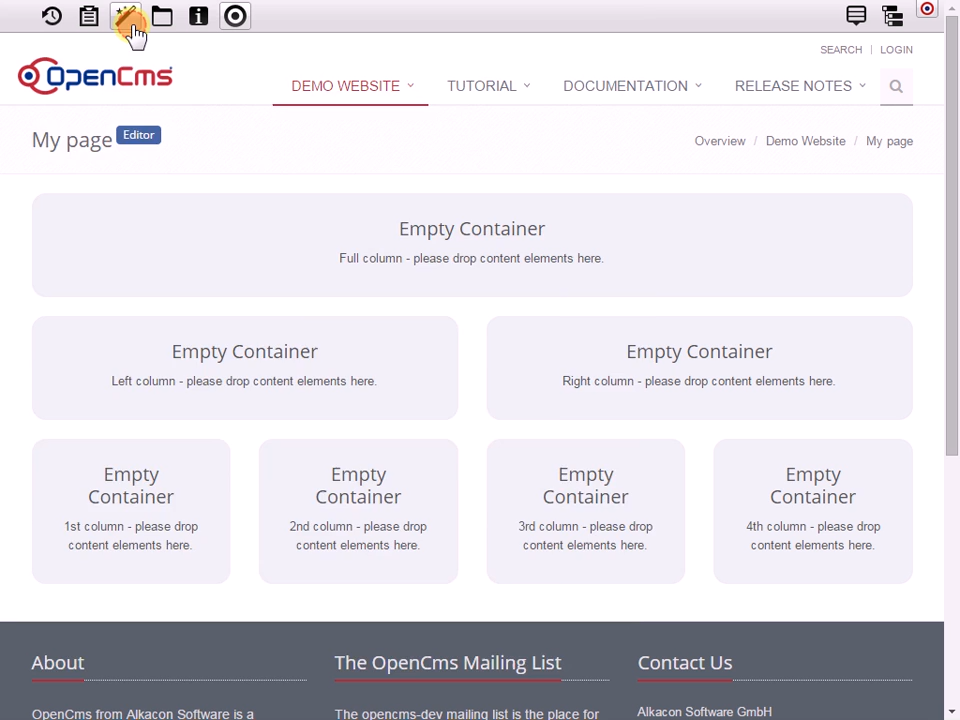 SEARCH | LOGIN
OpenCms
DEMO WEBSITE TUTORIAL DOCUMENTATION RELEASE NOTES
My page Editor
Overview / Demo Website / My page
Empty Container
Full column - please drop content elements here.
Empty Container
Left column - please drop content elements here.
Empty Container
Right column - please drop content elements here.
Empty
Container
1st column - please drop
content elements here.
Empty
Container
2nd column - please drop
content elements here.
Empty
Container
3rd column - please drop
content elements here.
Empty
Container
4th column - please drop
content elements here.
About
OpenCms from Alkacon Software is a
The OpenCms Mailing List
The opencms-dev mailing list is the place for
Contact Us
Alkacon Software GmbH